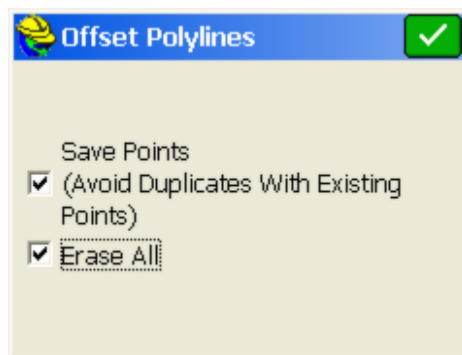 Offset Polylines
Save Points
(Avoid Duplicates With Existing
Points)
Erase All